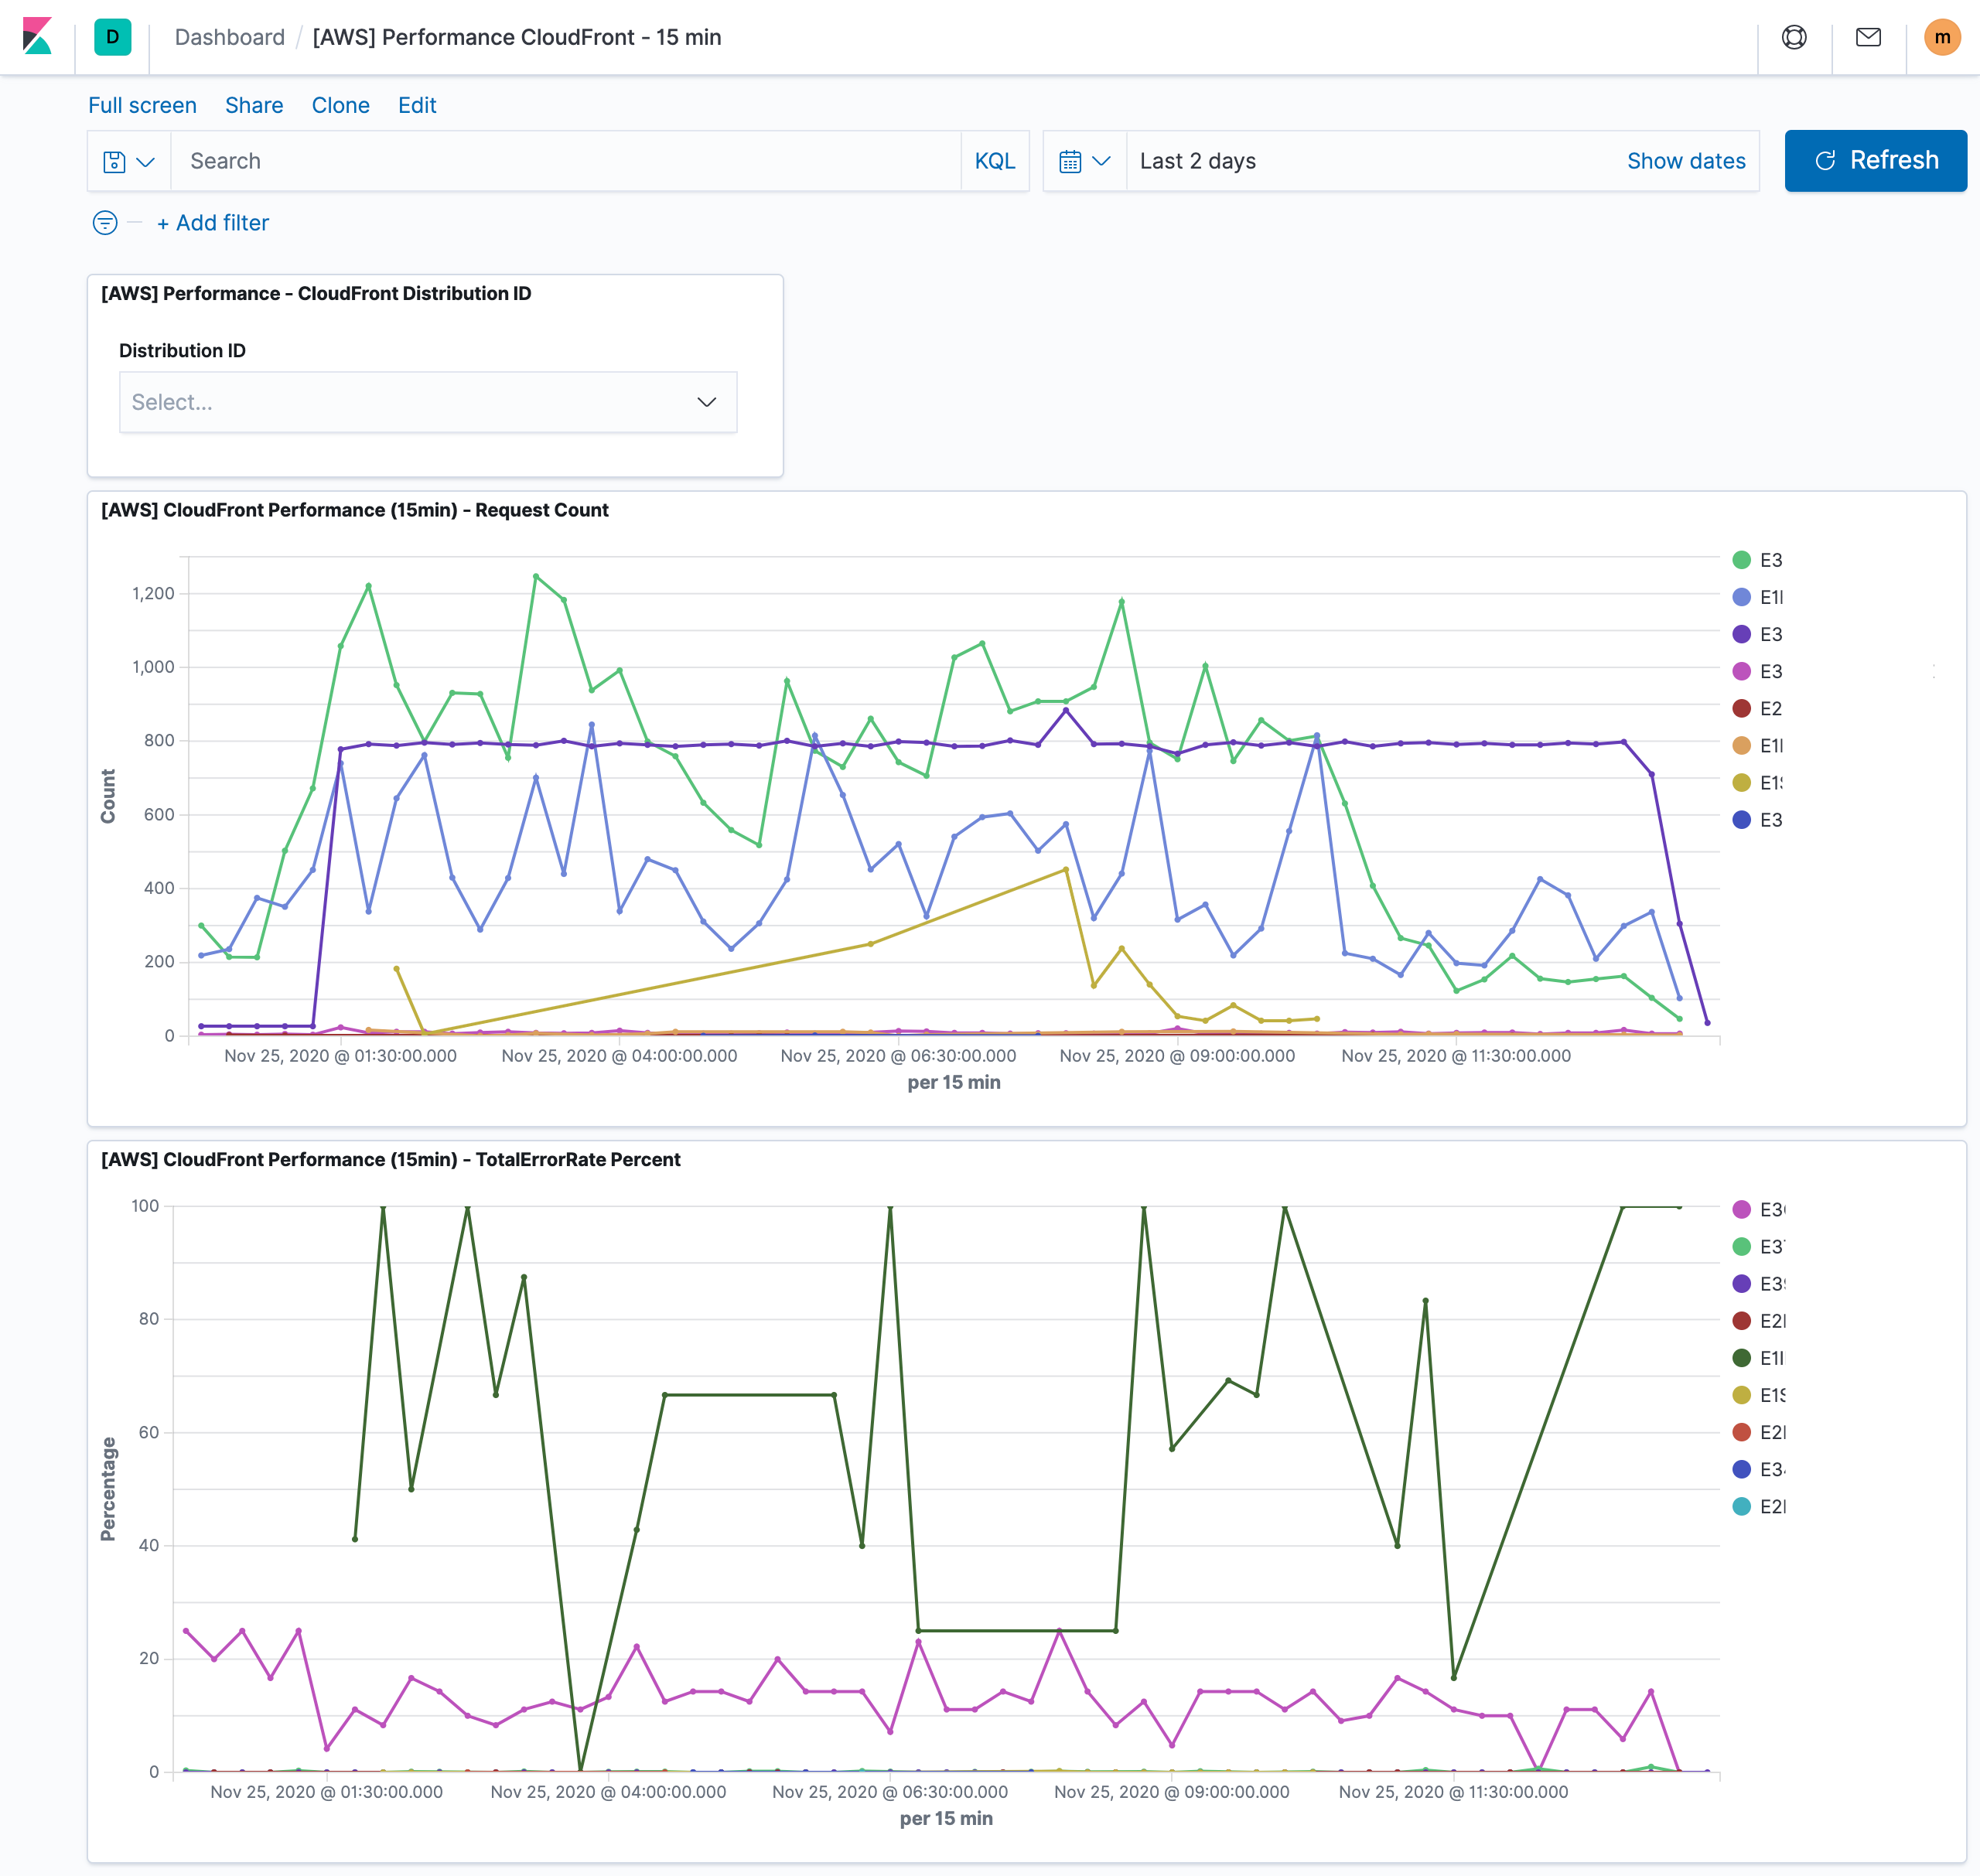 D Dashboard / [AWS] Performance CloudFront - 15 min m
Full screen Share Clone Edit
Search KQL Last 2 days Show dates Refresh
+ Add filter
[AWS] Performance - CloudFront Distribution ID
Distribution ID
Select...
[AWS] CloudFront Performance (15min) - Request Count
1,200
1,000
800
600
400
200
0
Count
Nov 25, 2020 @ 01:30:00.000 Nov 25, 2020 @ 04:00:00.000 Nov 25, 2020 @ 06:30:00.000 Nov 25, 2020 @ 09:00:00.000 Nov 25, 2020 @ 11:30:00.000
per 15 min
E3
E1
E3
E3
E2
E1
E1
E3
[AWS] CloudFront Performance (15min) - TotalErrorRate Percent
100
80
60
40
20
0
Percentage
Nov 25, 2020 @ 01:30:00.000 Nov 25, 2020 @ 04:00:00.000 Nov 25, 2020 @ 06:30:00.000 Nov 25, 2020 @ 09:00:00.000 Nov 25, 2020 @ 11:30:00.000
per 15 min
E3
E3
E3
E2
E1
E1S
E2
E3
E2